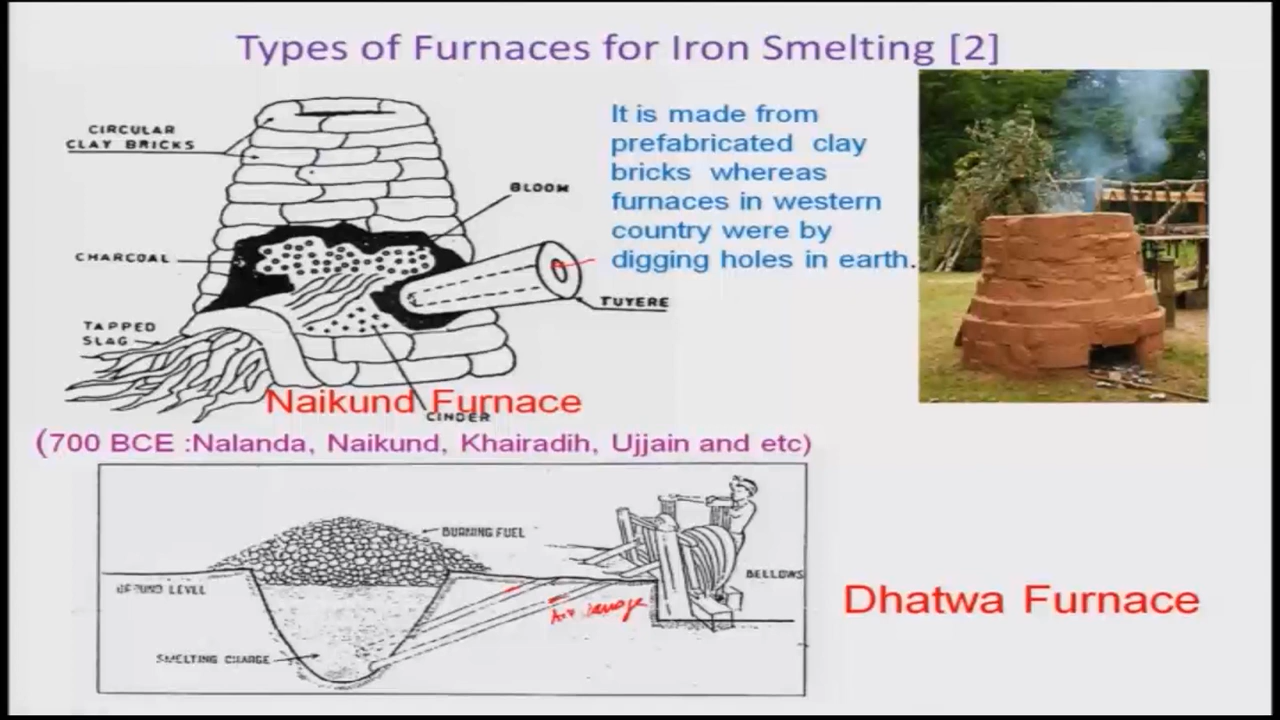 Types of Furnaces for Iron Smelting [2]
CIRCULAR
CLAY BRICKS
BLOOM
CHARCOAL
TUYERE
TAPPED
SLAG
CINDER
It is made from
prefabricated clay
bricks whereas
furnaces in western
country were by
digging holes in earth.
Naikund Furnace
(700 BCE :Nalanda, Naikund, Khairadih, Ujjain and etc)
BURNING FUEL
BELLOWS
GROUND LEVEL
SMELTING CHARGE
Dhatwa Furnace